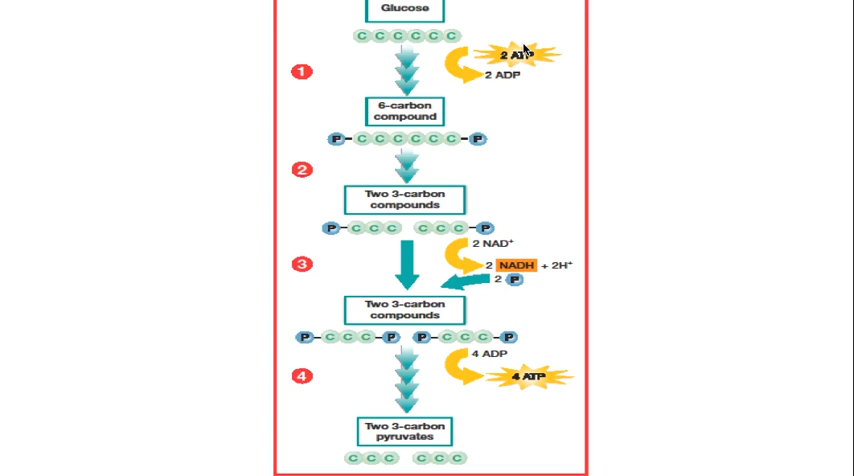 Glucose
C C C C C C
2 ATP
1
2 ADP
6-carbon
compound
P C C C C C C P
2
Two 3-carbon
compounds
P C C C C C C P
2 NAD⁺
3
2 NADH + 2H⁺
2 P
Two 3-carbon
compounds
P C C C P P C C C P
4 ADP
4
4 ATP
Two 3-carbon
pyruvates
C C C C C C